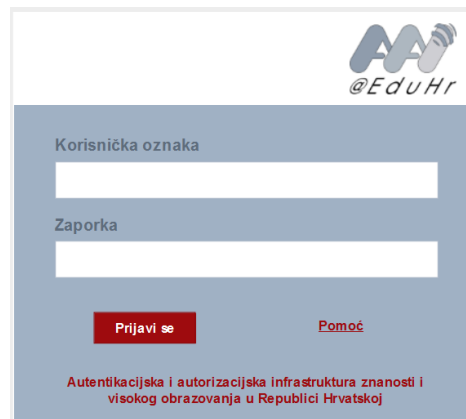 AAI
@EduHr
Korisnička oznaka
Zaporka
Prijavi se
Pomoć
Autentikacijska i autorizacijska infrastruktura znanosti i
visokog obrazovanja u Republici Hrvatskoj